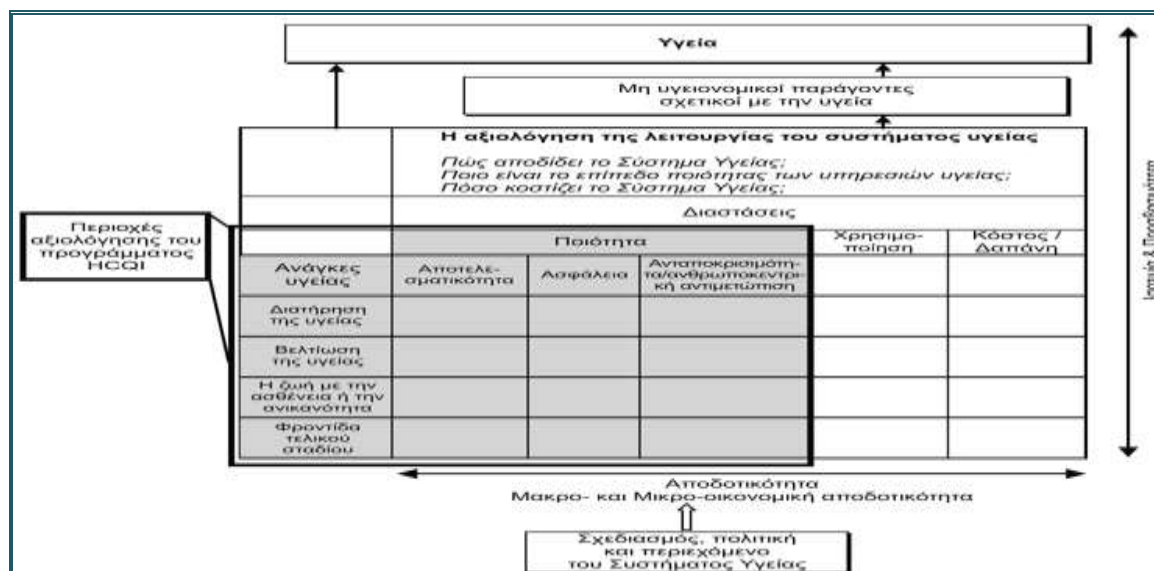 Υγεία
Μη υγειονομικοί παράγοντες
σχετικοί με την υγεία
Η αξιολόγηση της λειτουργίας του συστήματος υγείας
Πώς αποδίδει το Σύστημα Υγείας;
Ποιο είναι το επίπεδο ποιότητας των υπηρεσιών υγείας;
Πόσο κοστίζει το Σύστημα Υγείας;
Διαστάσεις
Περιοχές
αξιολόγησης του
προγράμματος
HCQI
Ποιότητα
Χρησιμο-
ποίηση
Κόστος /
Δαπάνη
Ανάγκες
υγείας
Αποτελε-
σματικότητα
Ασφάλεια
Ανταποκρισιμότη-
τα/ανθρωποκεντρι-
κή αντιμετώπιση
Διατήρηση
της υγείας
Βελτίωση
της υγείας
Η ζωή με την
ασθένεια ή την
ανικανότητα
Φροντίδα
τελικού
σταδίου
Αποδοτικότητα
Μακρο- και Μικρο-οικονομική αποδοτικότητα
Σχεδιασμός, πολιτική
και περιεχόμενο
του Συστήματος Υγείας